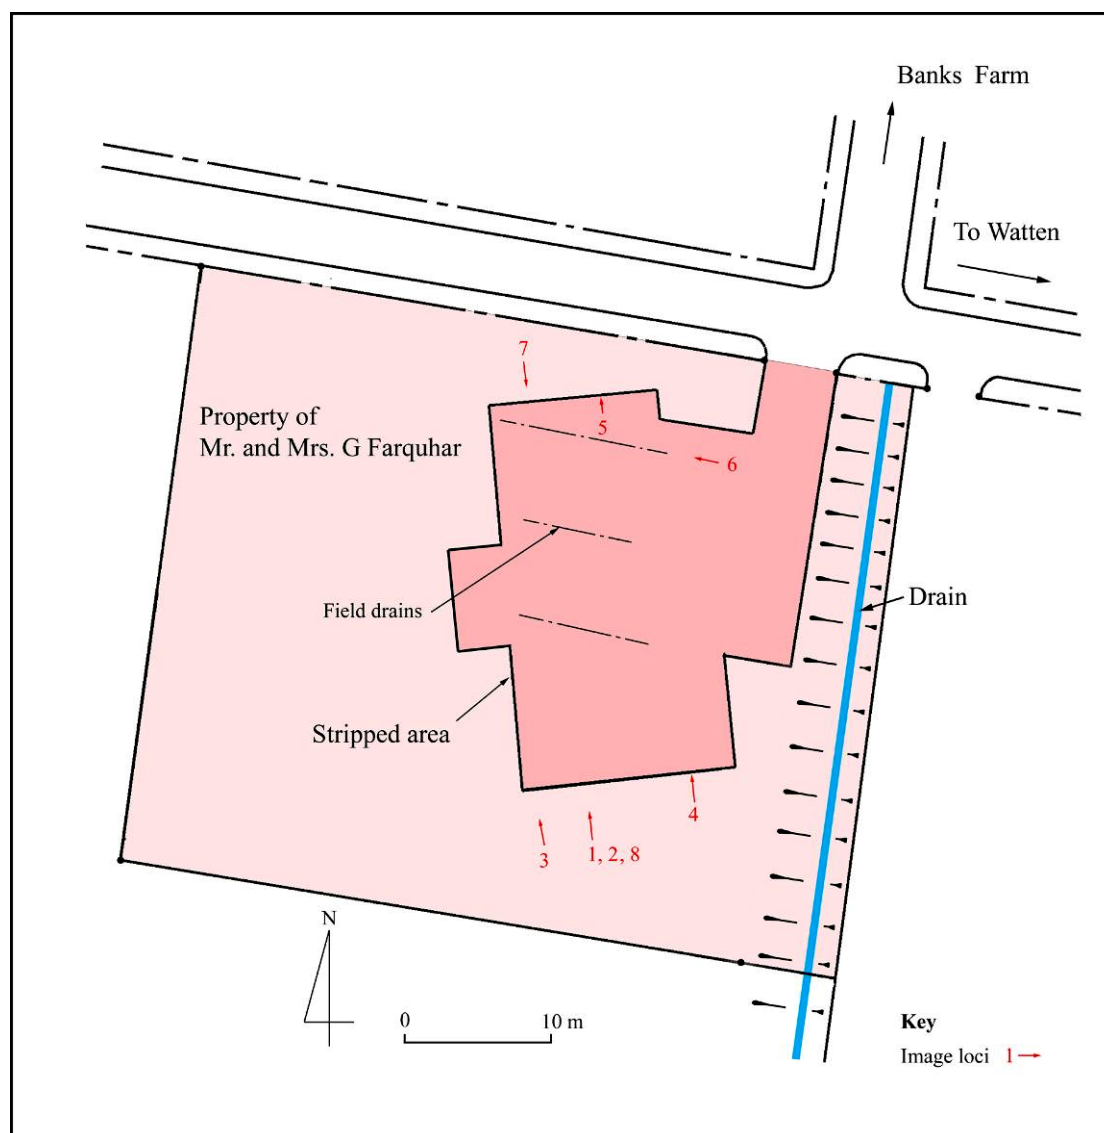 Banks Farm
To Watten
7
Property of
Mr. and Mrs. G Farquhar
5
6
Field drains
Drain
Stripped area
4
3
1, 2, 8
N
0
10 m
Key
Image loci 1